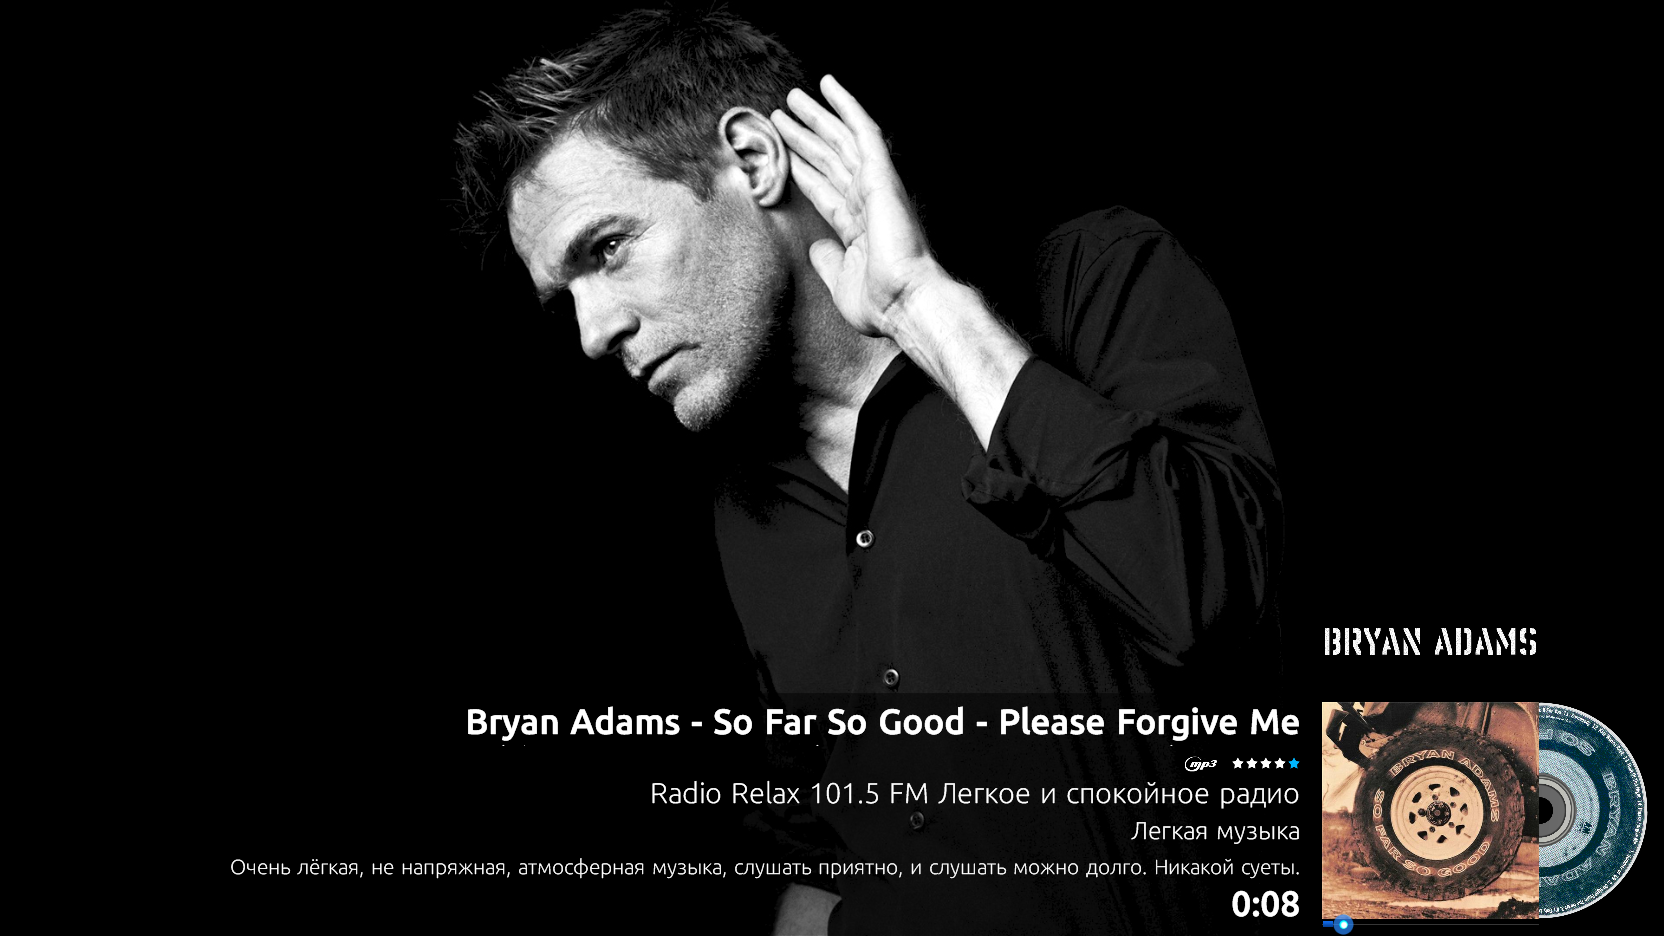 BRYAN ADAMS
Bryan Adams - So Far So Good - Please Forgive Me
mp3
Radio Relax 101.5 FM Легкое и спокойное радио
Легкая музыка
Очень лёгкая, не напряжная, атмосферная музыка, слушать приятно, и слушать можно долго. Никакой суеты.
0:08
BRYAN ADAMS
SO FAR SO GOOD
BRYAN ADAMS